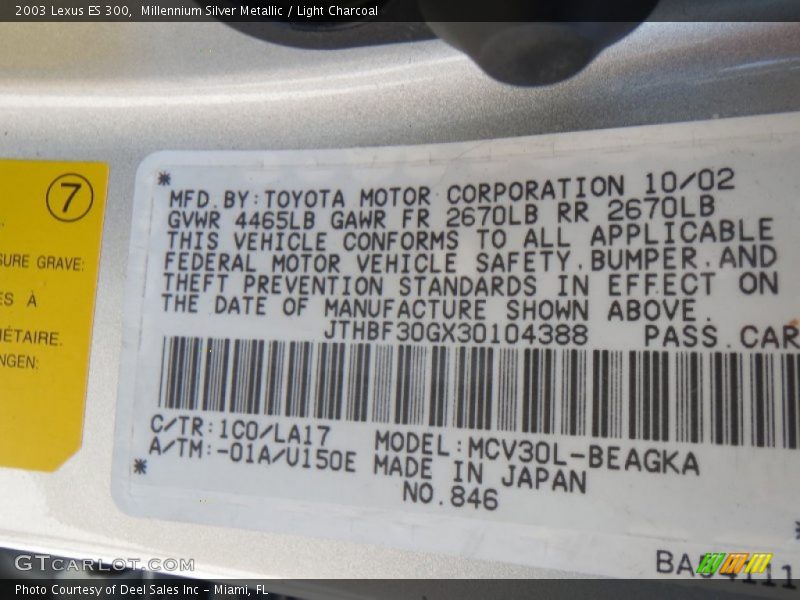 2003 Lexus ES 300, Millennium Silver Metallic / Light Charcoal
7
SURE GRAVE:
ES À
IÉTAIRE.
NGEN:
* MFD.BY:TOYOTA MOTOR CORPORATION 10/02
GVWR 4465LB GAWR FR 2670LB RR 2670LB
THIS VEHICLE CONFORMS TO ALL APPLICABLE
FEDERAL MOTOR VEHICLE SAFETY,BUMPER,AND
THEFT PREVENTION STANDARDS IN EFFECT ON
THE DATE OF MANUFACTURE SHOWN ABOVE.
JTHBF30GX30104388 PASS.CAR
C/TR:1C0/LA17 MODEL:MCV30L-BEAGKA
A/TM:-01A/U150E MADE IN JAPAN
* NO.846
GTCARLOT.COM
Photo Courtesy of Deel Sales Inc - Miami, FL